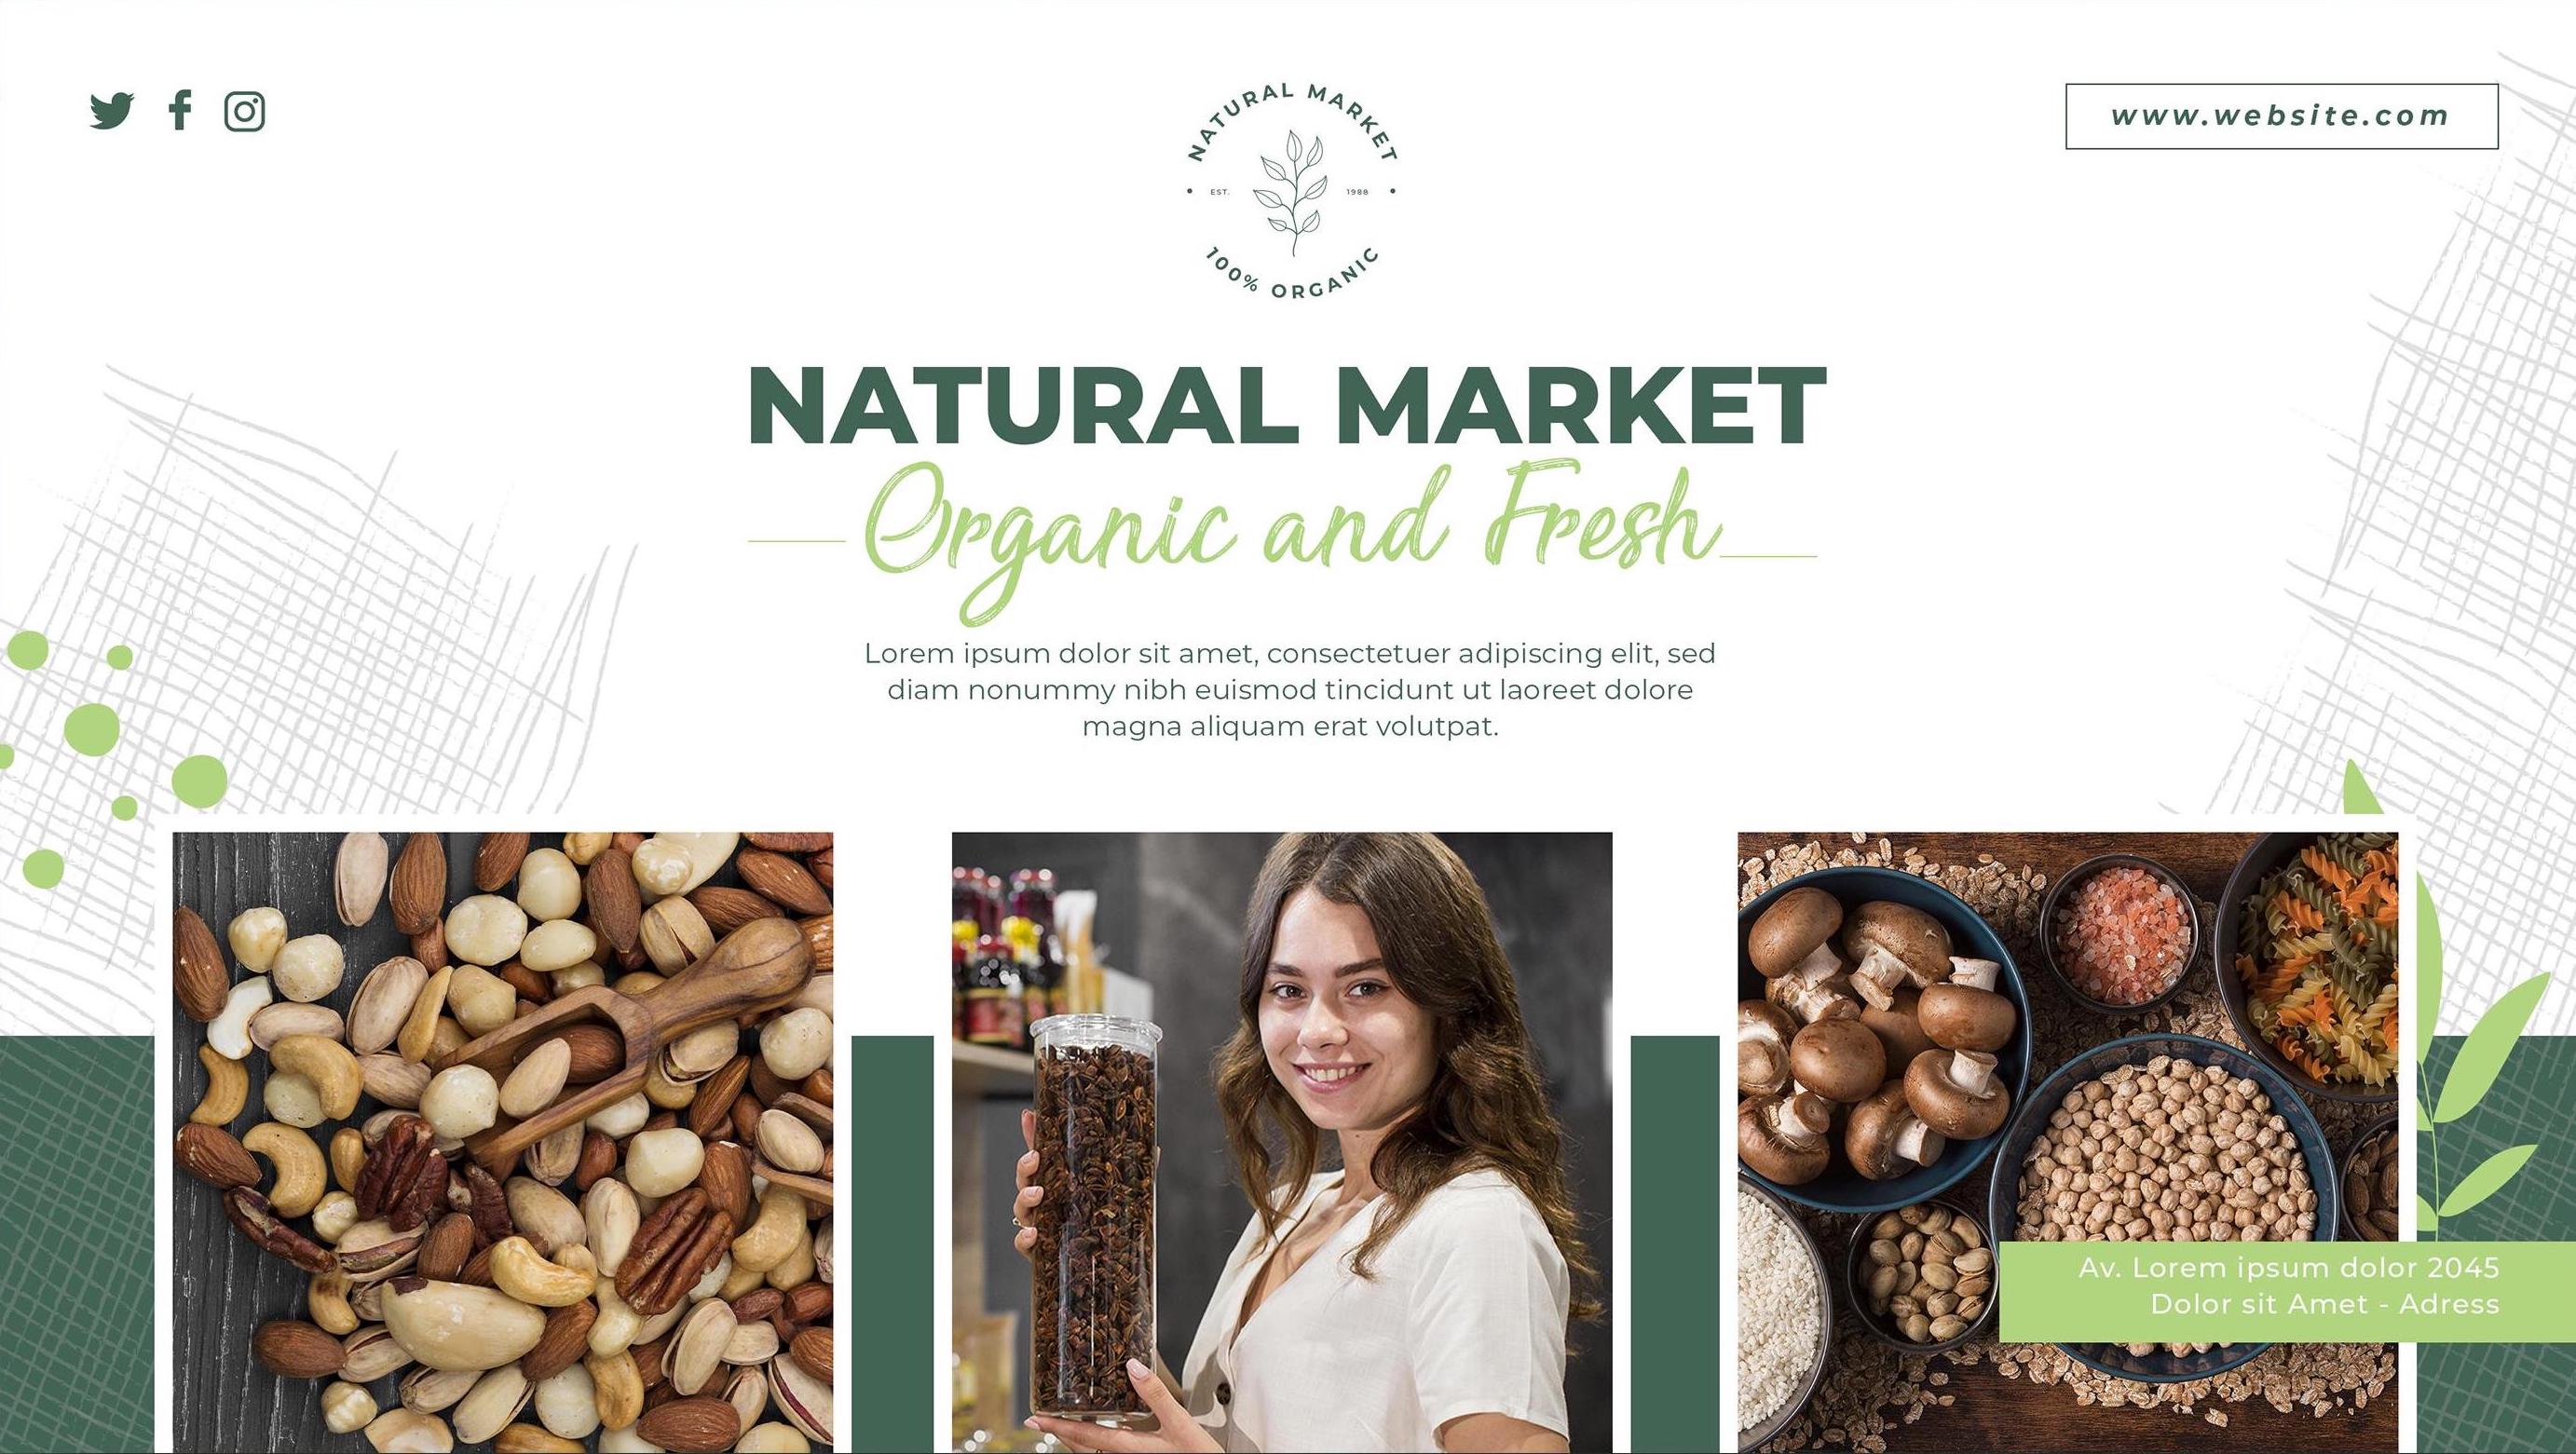 NATURAL MARKET
EST. 1988
100% ORGANIC
www.website.com
NATURAL MARKET
Organic and Fresh
Lorem ipsum dolor sit amet, consectetuer adipiscing elit, sed
diam nonummy nibh euismod tincidunt ut laoreet dolore
magna aliquam erat volutpat.
Av. Lorem ipsum dolor 2045
Dolor sit Amet - Adress